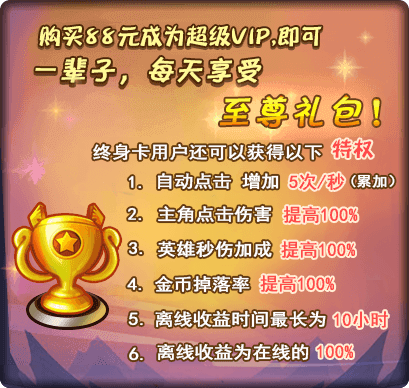 购买88元成为超级VIP,即可
一辈子，每天享受
至尊礼包！
终身卡用户还可以获得以下 特权
1. 自动点击 增加 5次/秒(累加)
2. 主角点击伤害 提高100%
3. 英雄秒伤加成 提高100%
4. 金币掉落率 提高100%
5. 离线收益时间最长为 10小时
6. 离线收益为在线的 100%